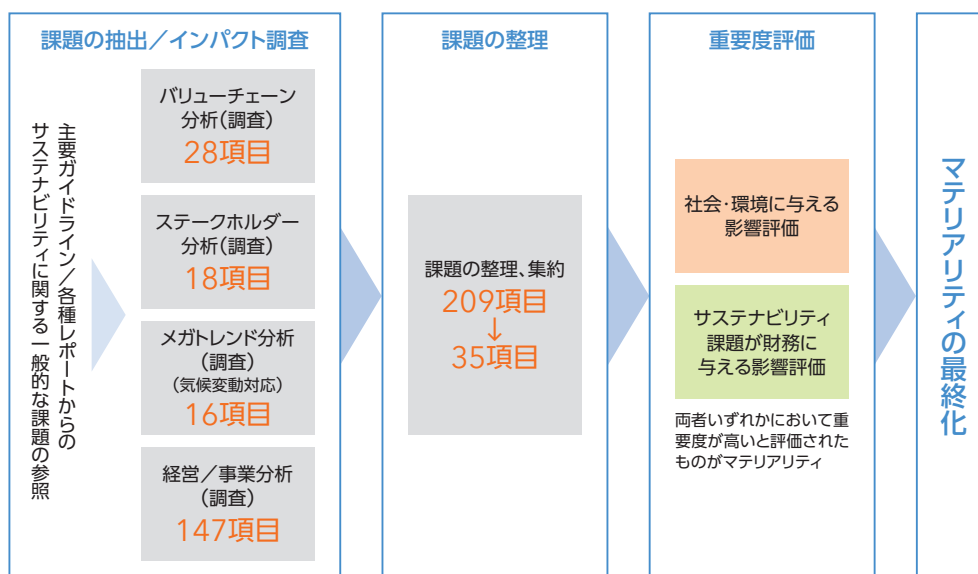 課題の抽出／インパクト調査
主要ガイドライン／各種レポートからの
サステナビリティに関する一般的な課題の参照
バリューチェーン
分析(調査)
28項目
ステークホルダー
分析(調査)
18項目
メガトレンド分析
(調査)
(気候変動対応)
16項目
経営／事業分析
(調査)
147項目
課題の整理
課題の整理、集約
209項目
↓
35項目
重要度評価
社会・環境に与える
影響評価
サステナビリティ
課題が財務に
与える影響評価
両者いずれかにおいて重
要度が高いと評価された
ものがマテリアリティ
マテリアリティの最終化